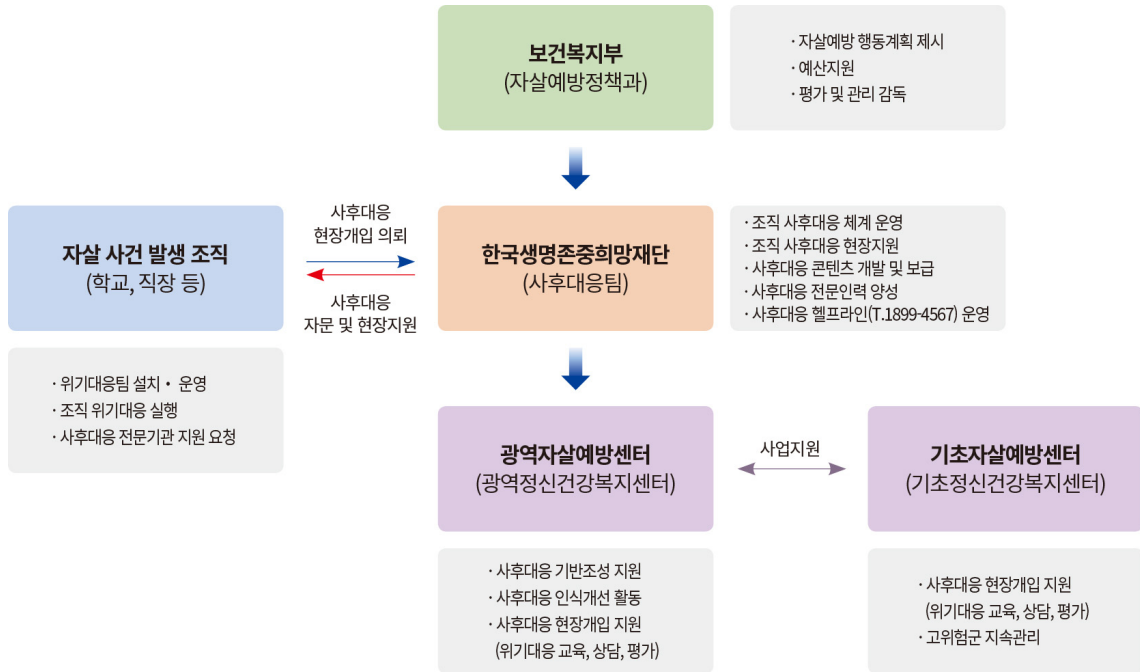 보건복지부
(자살예방정책과)
· 자살예방 행동계획 제시
· 예산지원
· 평가 및 관리 감독
자살 사건 발생 조직
(학교, 직장 등)
사후대응
현장개입 의뢰
사후대응
자문 및 현장지원
한국생명존중희망재단
(사후대응팀)
· 조직 사후대응 체계 운영
· 조직 사후대응 현장지원
· 사후대응 콘텐츠 개발 및 보급
· 사후대응 전문인력 양성
· 사후대응 헬프라인(T.1899-4567) 운영
· 위기대응팀 설치 · 운영
· 조직 위기대응 실행
· 사후대응 전문기관 지원 요청
광역자살예방센터
(광역정신건강복지센터)
사업지원
기초자살예방센터
(기초정신건강복지센터)
· 사후대응 기반조성 지원
· 사후대응 인식개선 활동
· 사후대응 현장개입 지원
(위기대응 교육, 상담, 평가)
· 사후대응 현장개입 지원
(위기대응 교육, 상담, 평가)
· 고위험군 지속관리